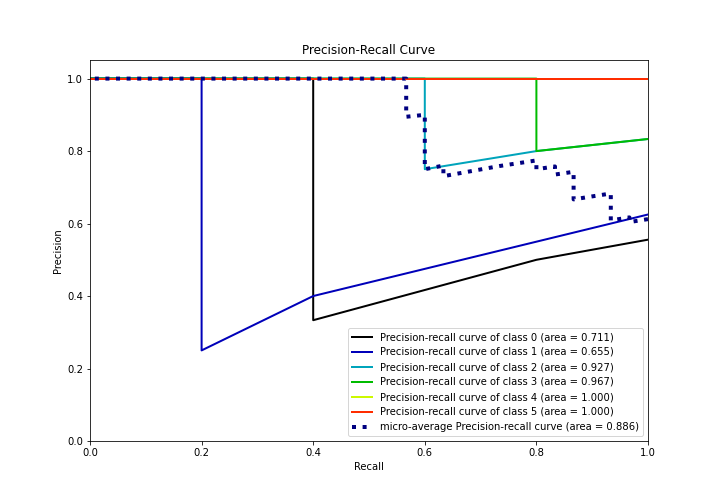 Precision-Recall Curve
1.0
0.8
0.6
0.4
0.2
0.0
Precision
0.0 0.2 0.4 0.6 0.8 1.0
Recall
Precision-recall curve of class 0 (area = 0.711)
Precision-recall curve of class 1 (area = 0.655)
Precision-recall curve of class 2 (area = 0.927)
Precision-recall curve of class 3 (area = 0.967)
Precision-recall curve of class 4 (area = 1.000)
Precision-recall curve of class 5 (area = 1.000)
micro-average Precision-recall curve (area = 0.886)